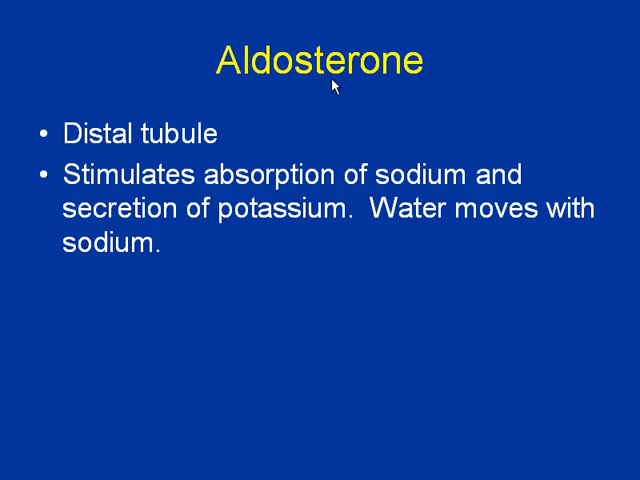 Aldosterone
• Distal tubule
• Stimulates absorption of sodium and
secretion of potassium.  Water moves with
sodium.